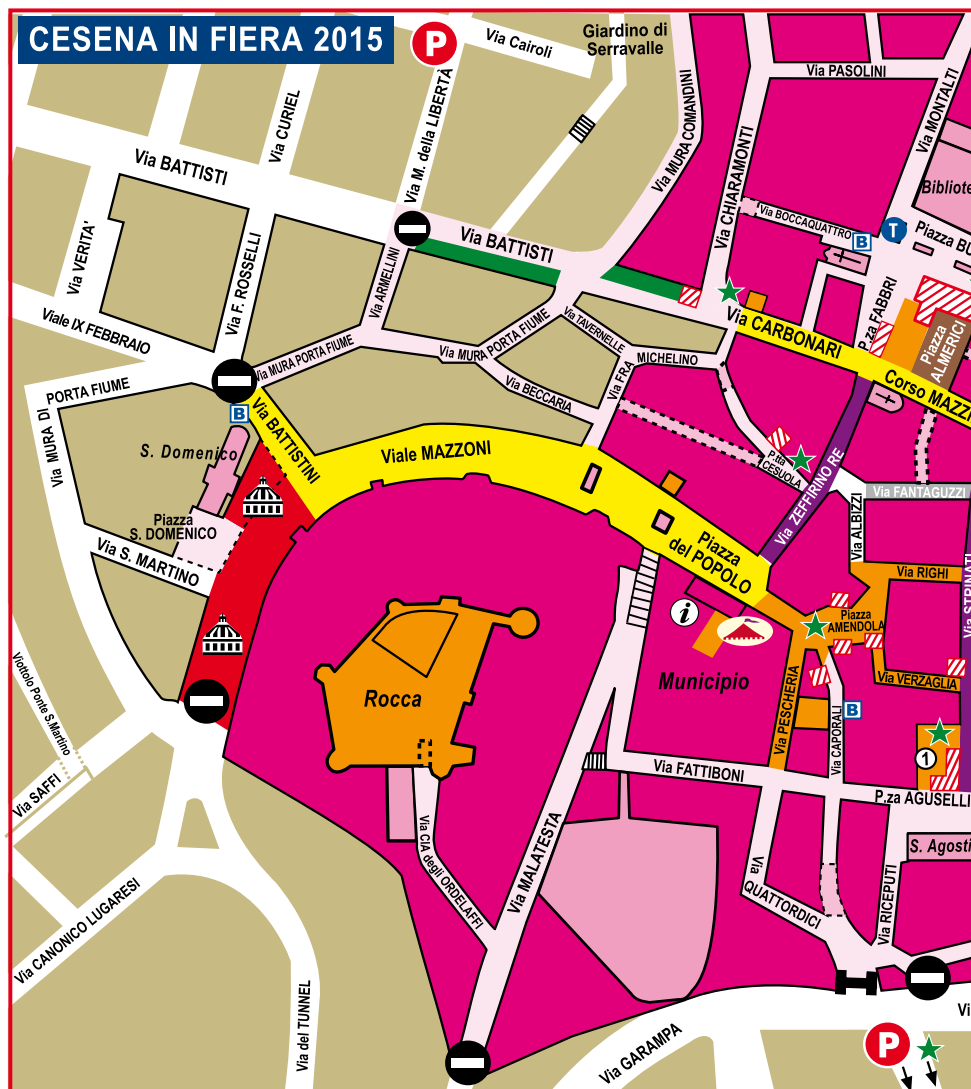 CESENA IN FIERA 2015
P
Via Cairoli
Giardino di
Serravalle
Via PASOLINI
Via MONTALTI
Via CURIEL
Via M. della LIBERTÀ
Via MURA COMANDINI
Via CHIARAMONTI
Via BATTISTI
Bibliote
Via BOCCAQUATTRO
B
T
Piazza BU
Via BATTISTI
Via VERITA'
Via F. ROSSELLI
Via ARMELLINI
P.za FABBRI
Viale IX FEBBRAIO
Via TAVERNELLE
Via CARBONARI
Piazza
ALMERICI
Via MURA PORTA FIUME
Via MURA PORTA FIUME
Via FRA
MICHELINO
Corso MAZZI
Via MURA DI
PORTA FIUME
Via BECCARIA
B
Via BATTISTINI
S. Domenico
Viale MAZZONI
P.tta
CESUOLA
Via ZEFFIRINO RE
Via FANTAGUZZI
Piazza
S. DOMENICO
Via ALBIZZI
Via S. MARTINO
Piazza
del POPOLO
Via RIGHI
Via STRINATI
i
Piazza
AMENDOLA
Viottolo Ponte S.Martino
Rocca
Municipio
Via VERZAGLIA
B
Via PESCHERIA
Via CAPORALI
1
Via SAFFI
Via FATTIBONI
P.za AGUSELLI
Via CIA degli ORDELAFFI
Via MALATESTA
S. Agosti
Via
QUATTORDICI
Via RICEPUTI
Via CANONICO LUGARESI
Via del TUNNEL
Via GARAMPA
Vi
P